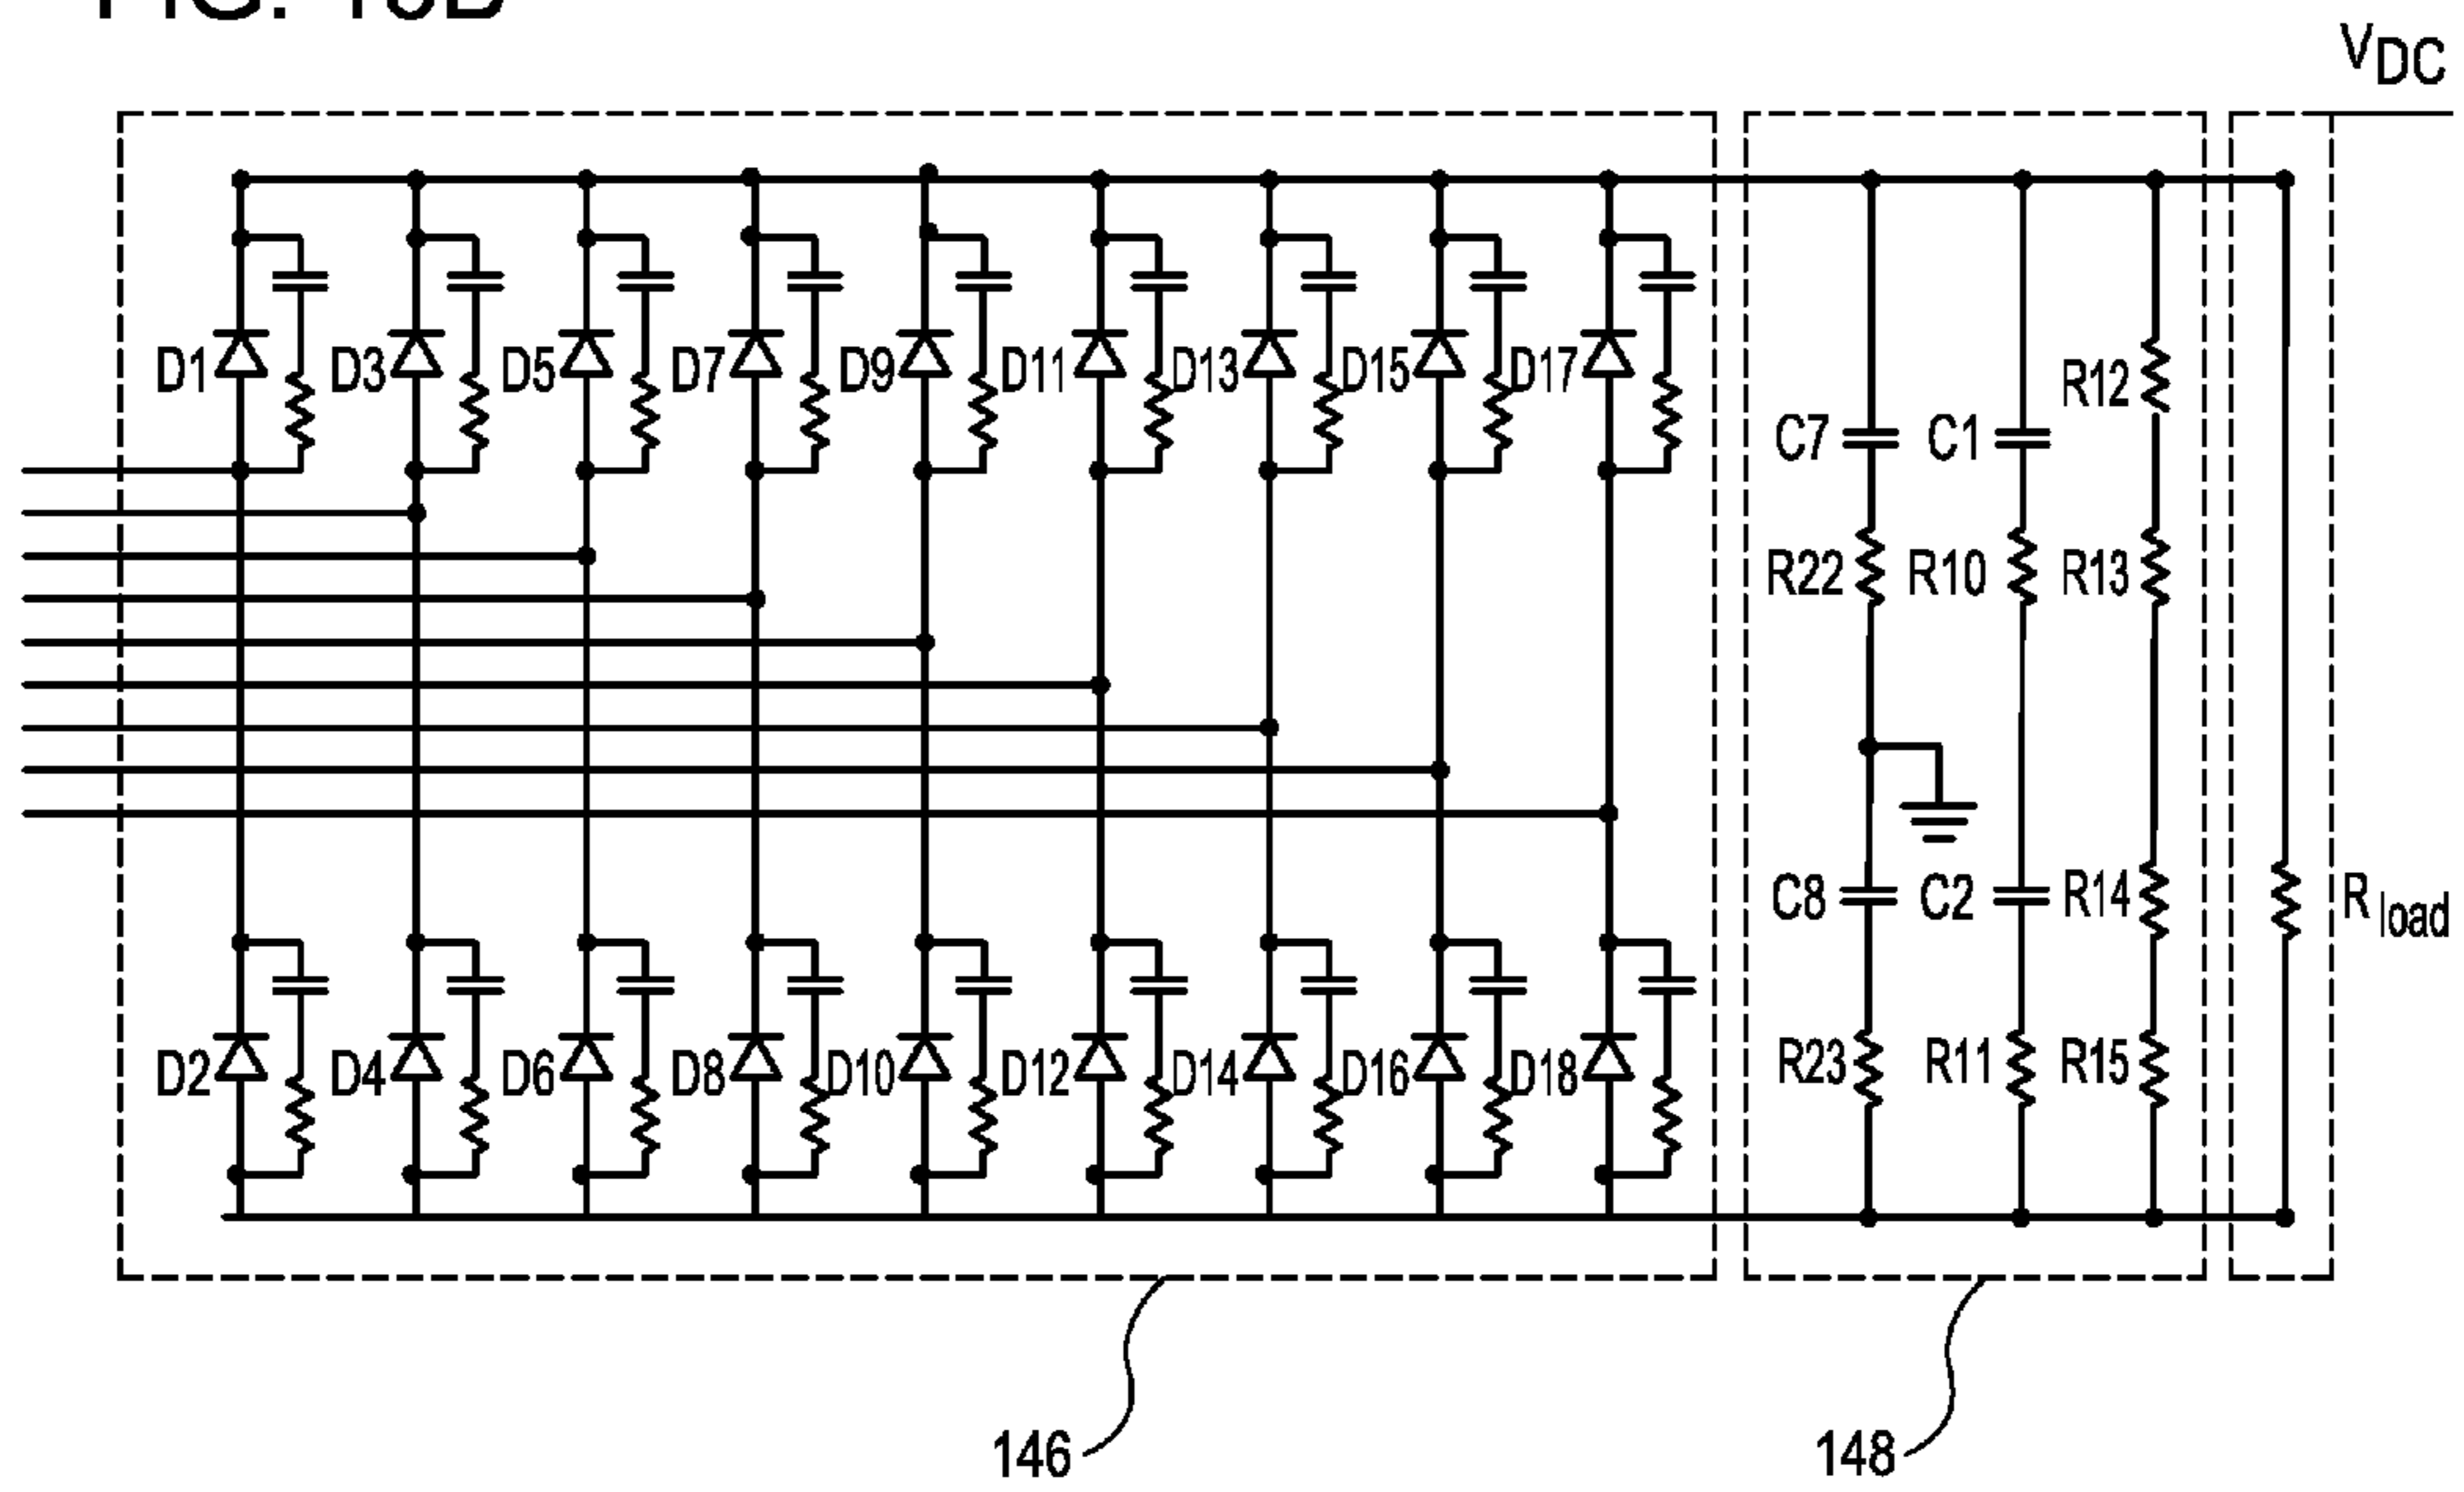 VDC
D1 D3 D5 D7 D9 D11 D13 D15 D17
R12
C7 C1
R22 R10 R13
C8 C2 R14 Rload
D2 D4 D6 D8 D10 D12 D14 D16 D18
R23 R11 R15
146 148